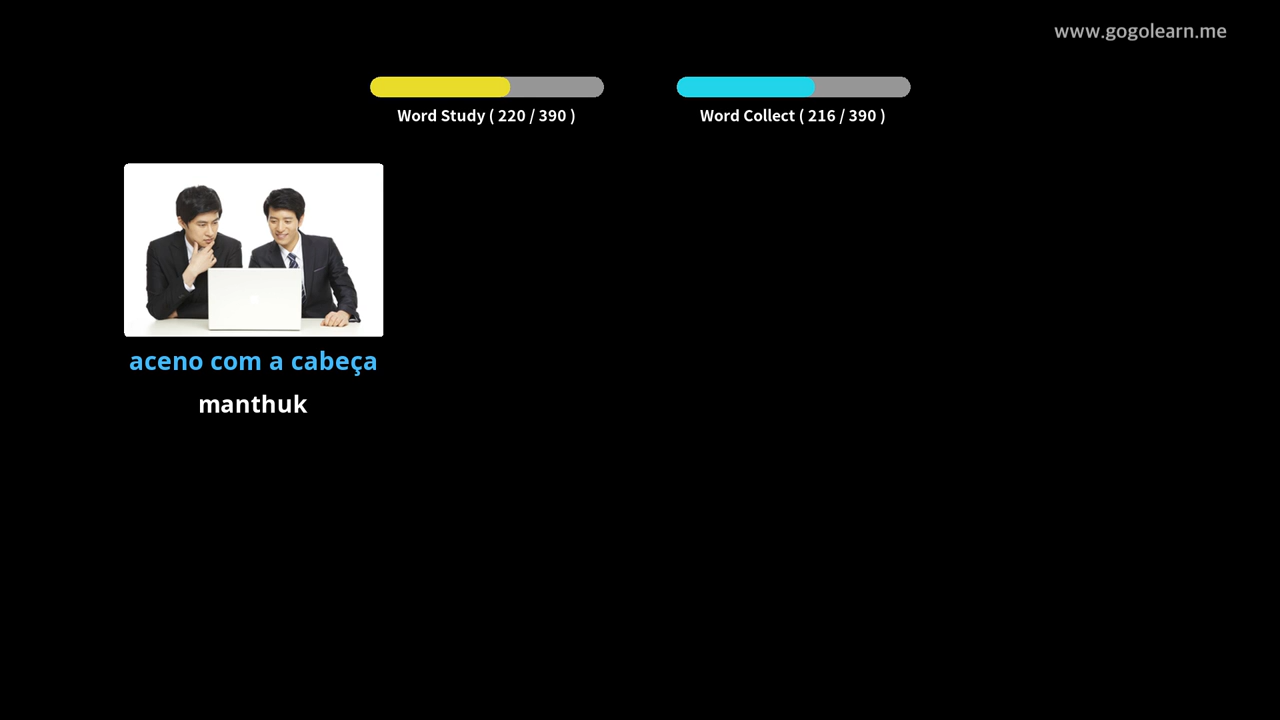 www.gogolearn.me
Word Study ( 220 / 390 )
Word Collect ( 216 / 390 )
aceno com a cabeça
manthuk